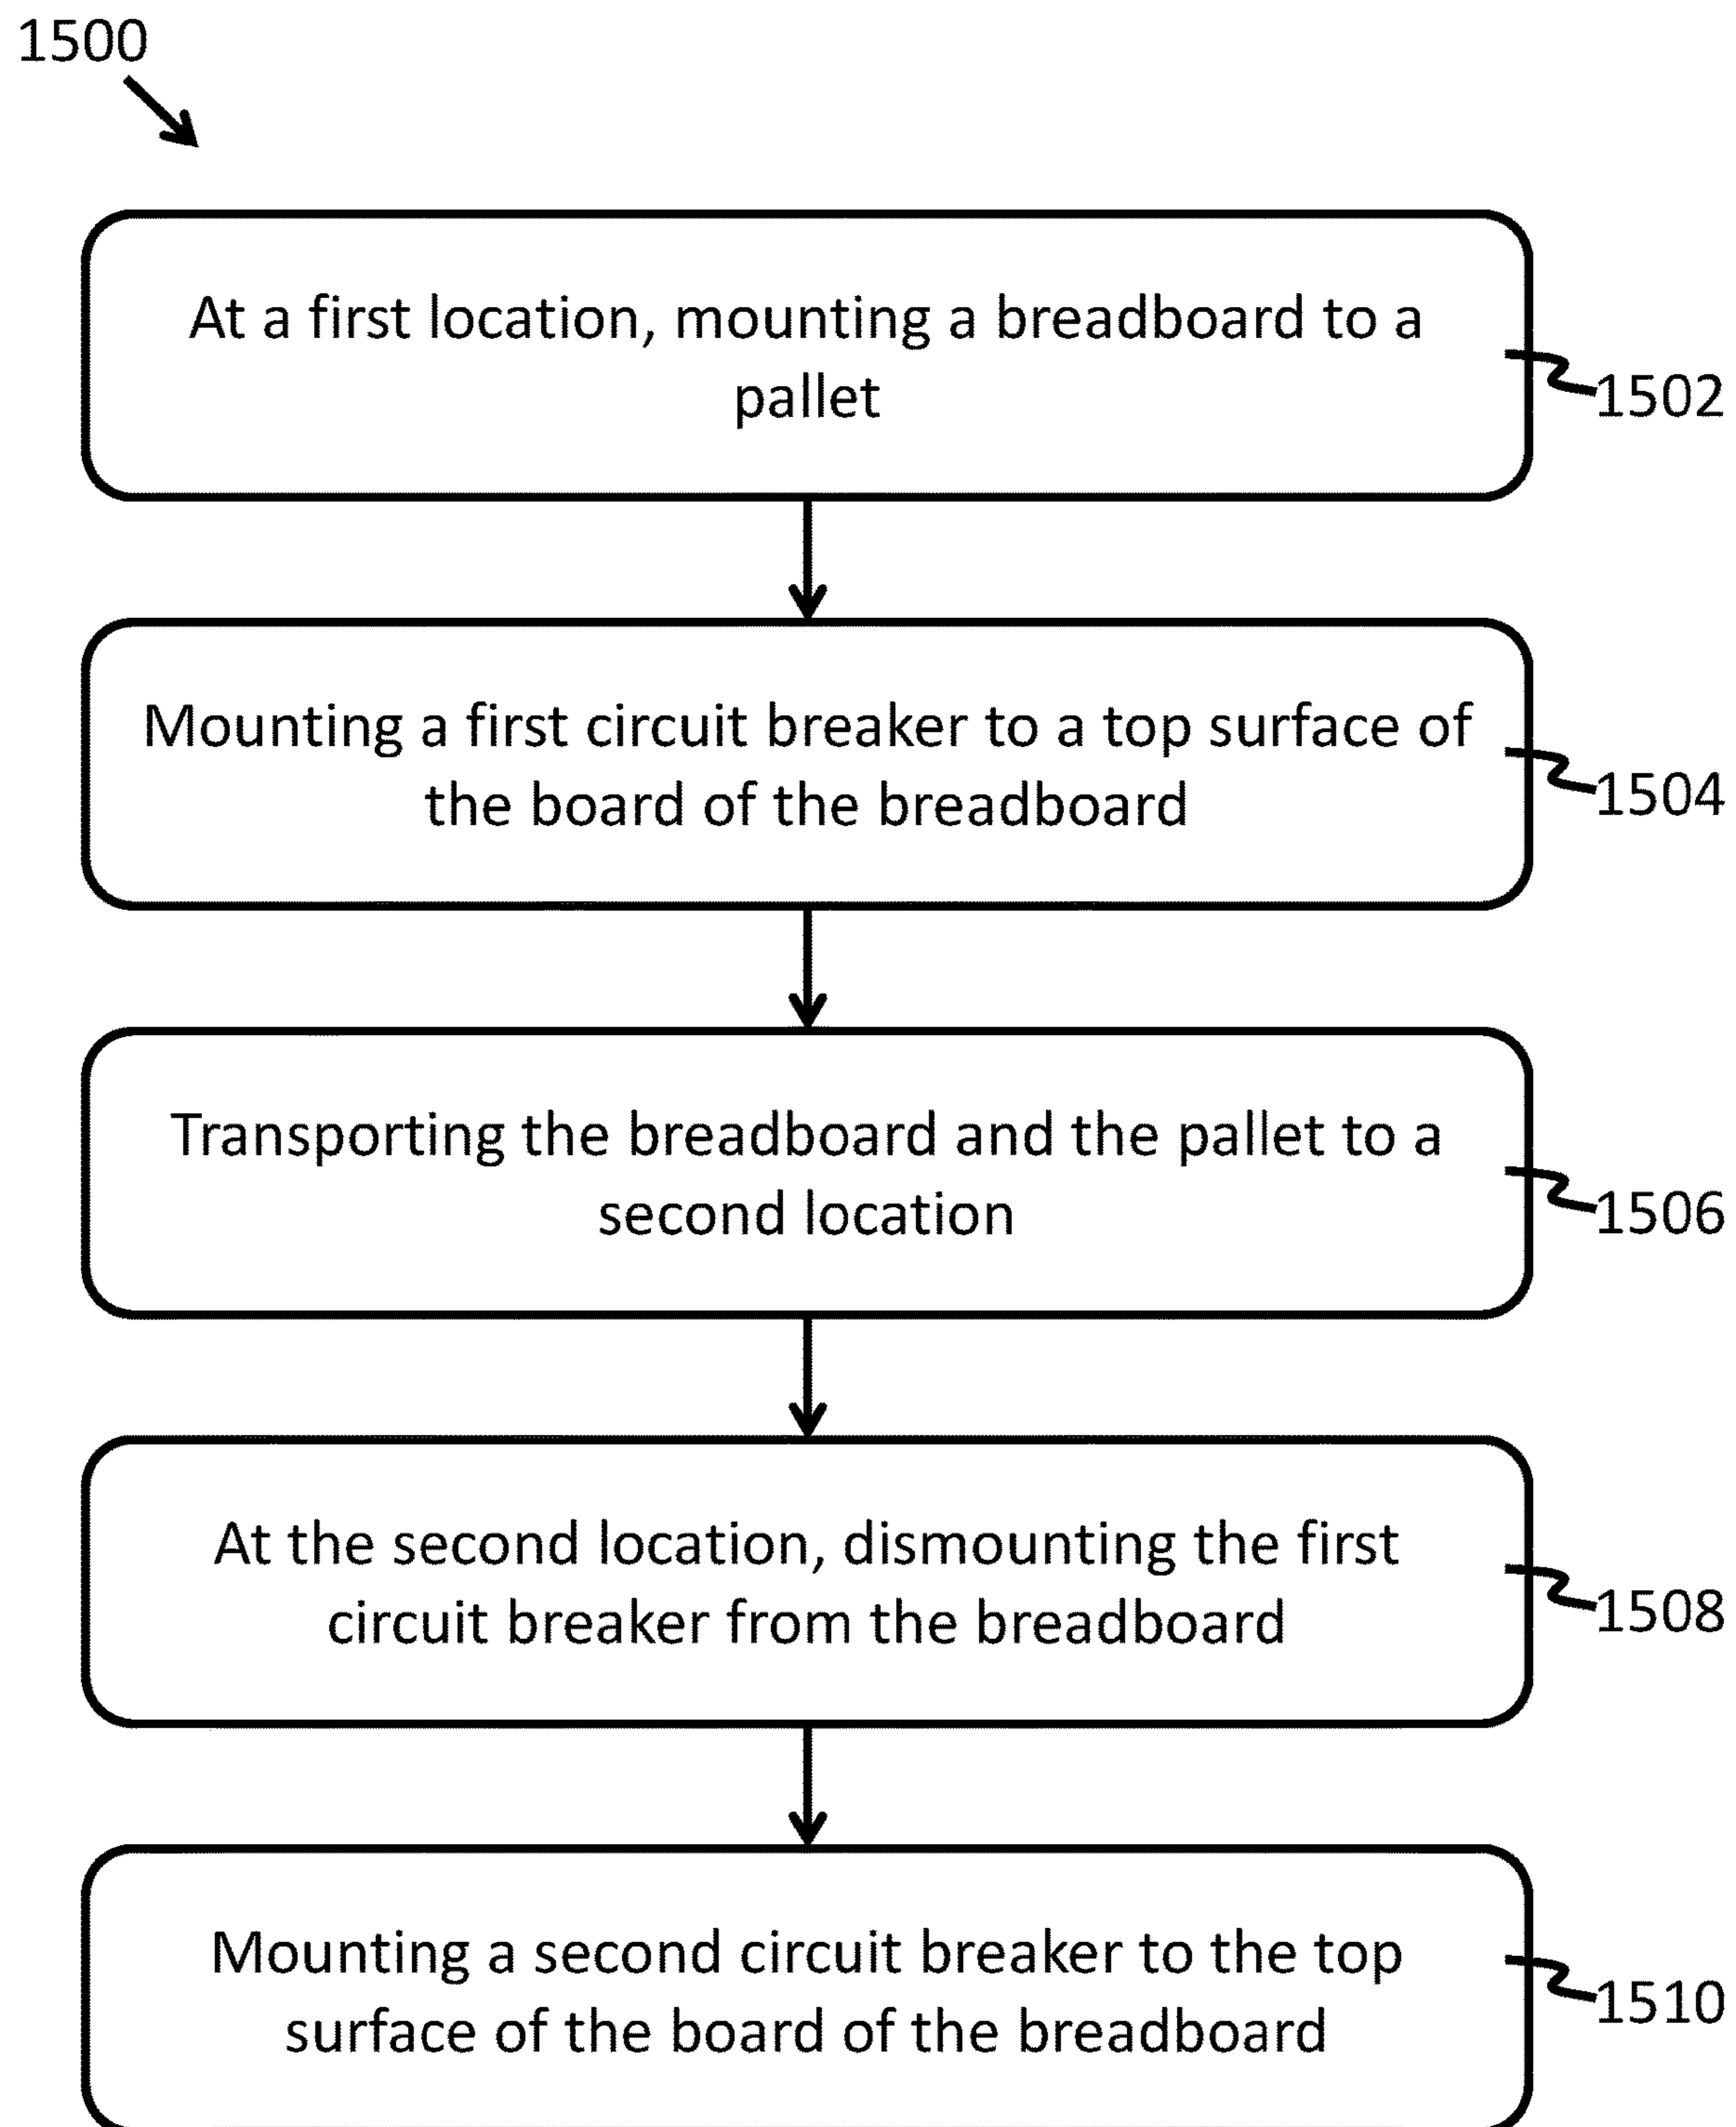 1500
At a first location, mounting a breadboard to a
pallet
1502
Mounting a first circuit breaker to a top surface of
the board of the breadboard
1504
Transporting the breadboard and the pallet to a
second location
1506
At the second location, dismounting the first
circuit breaker from the breadboard
1508
Mounting a second circuit breaker to the top
surface of the board of the breadboard
1510